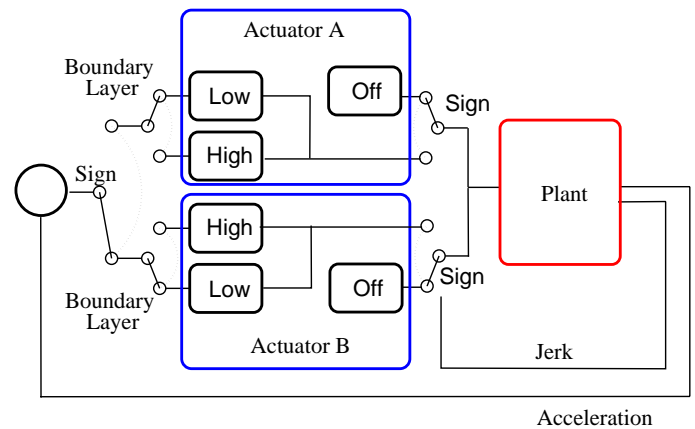 Actuator A
Boundary
Layer
Low
Off
Sign
High
Sign
Plant
High
Low
Off
Sign
Boundary
Layer
Actuator B
Jerk
Acceleration